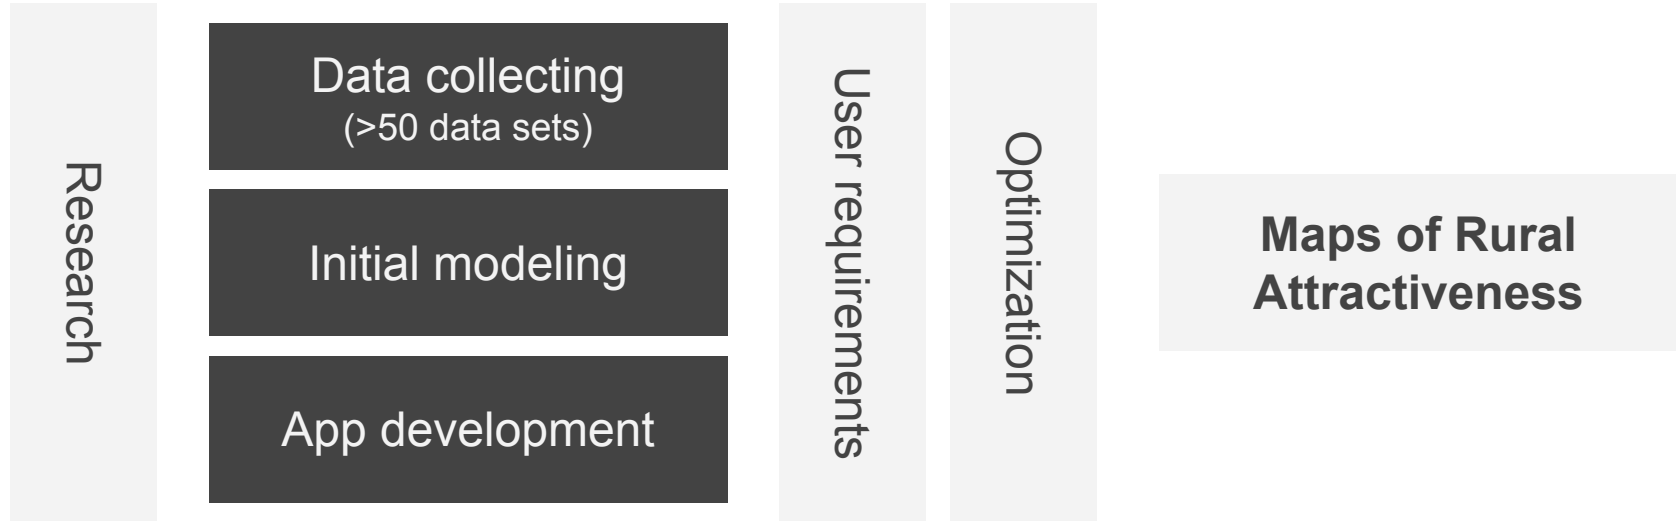 Research
Data collecting
(>50 data sets)
Initial modeling
App development
User requirements
Optimization
Maps of Rural
Attractiveness